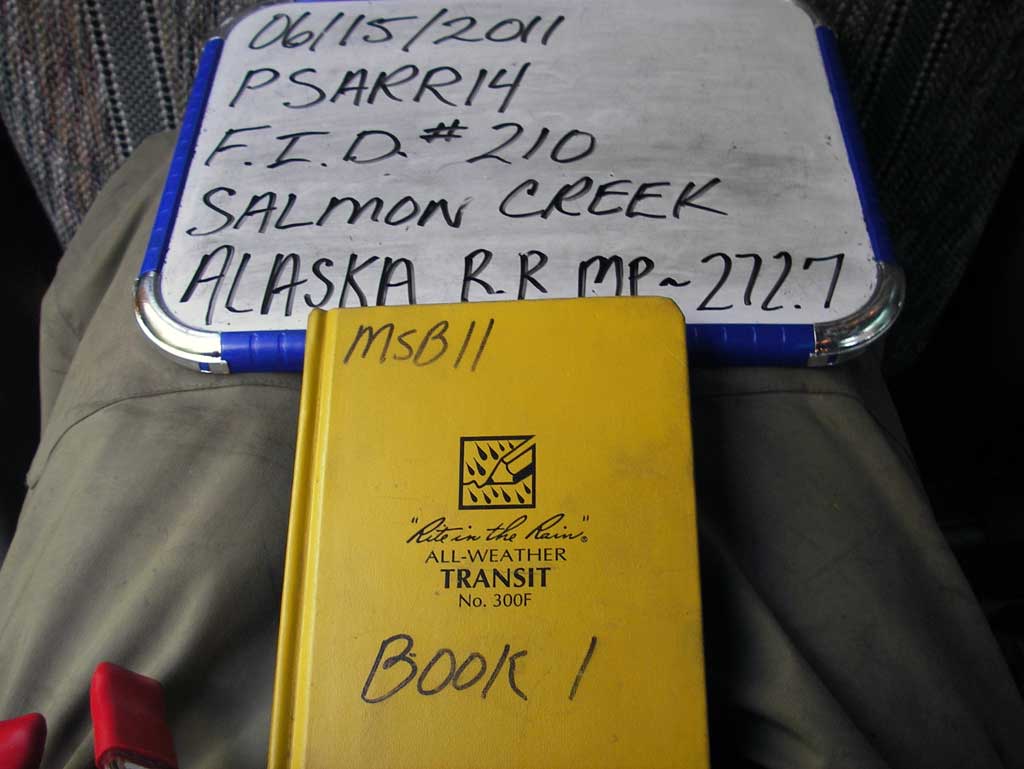 06/15/2011
PSARR14
F.I.D. # 210
SALMON CREEK
ALASKA R.R MP~272.7
MSB11
"Rite in the Rain"®
ALL-WEATHER
TRANSIT
No. 300F
BOOK 1